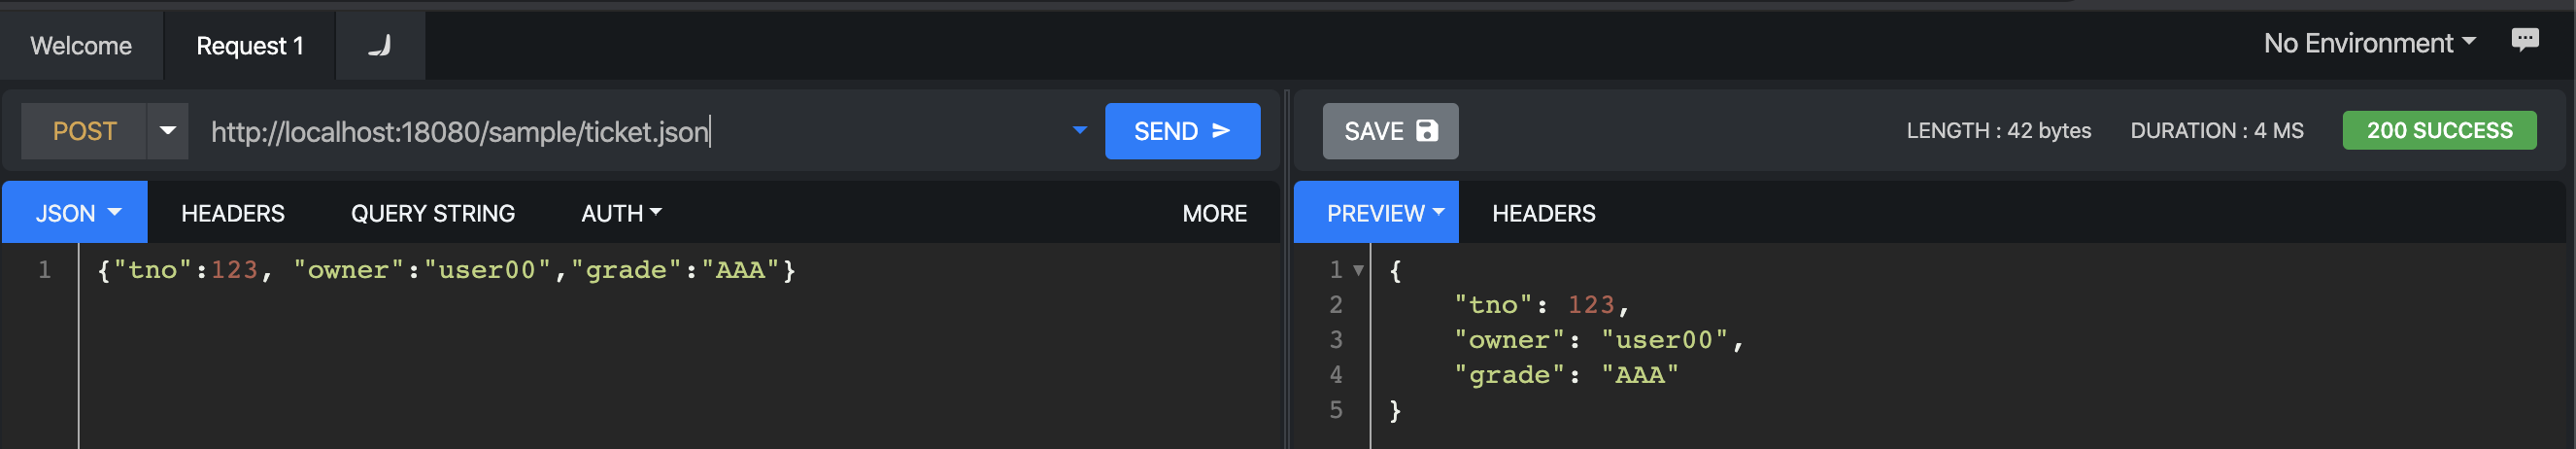 Welcome Request 1 No Environment
POST http://localhost:18080/sample/ticket.json SEND
SAVE LENGTH : 42 bytes DURATION : 4 MS 200 SUCCESS
JSON HEADERS QUERY STRING AUTH MORE
1 {"tno":123, "owner":"user00","grade":"AAA"}
PREVIEW HEADERS
1 {
2 "tno": 123,
3 "owner": "user00",
4 "grade": "AAA"
5 }